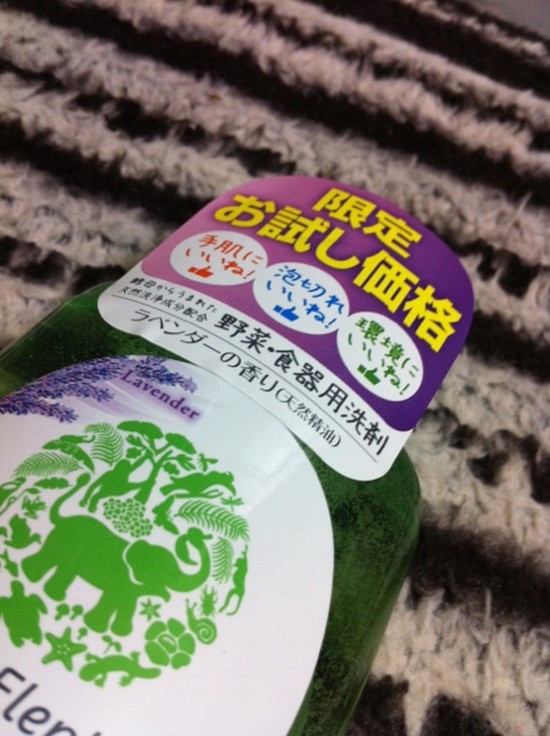 限定
お試し価格
手肌に
いいね!
泡切れ
いいね!
環境に
いいね!
酵母からうまれた
天然洗浄成分配合
野菜・食器用洗剤
ラベンダーの香り(天然精油)
Lavender